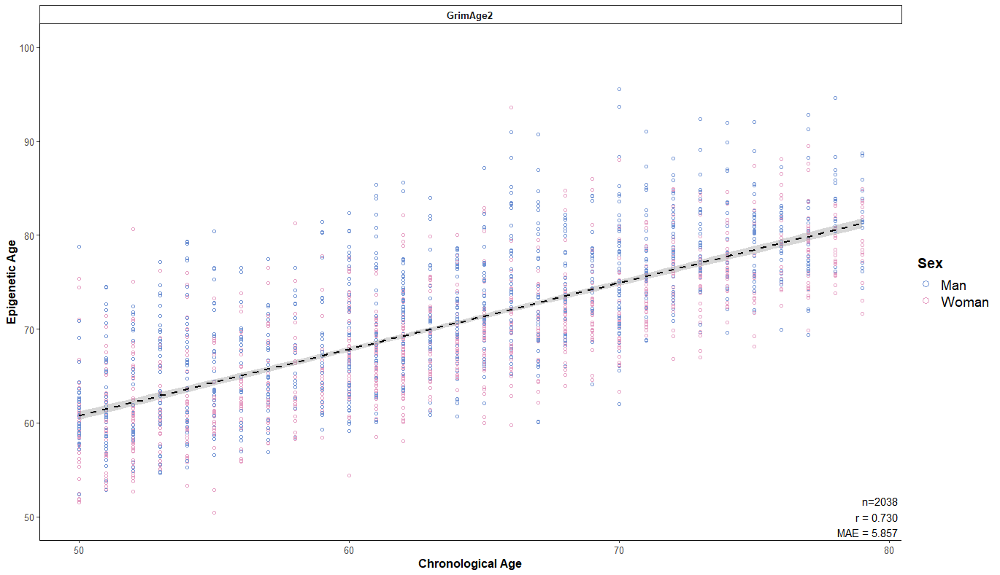 GrimAge2
100
90
80
70
60
50
Epigenetic Age
50 60 70 80
Chronological Age
n=2038
r = 0.730
MAE = 5.857
Sex
Man
Woman